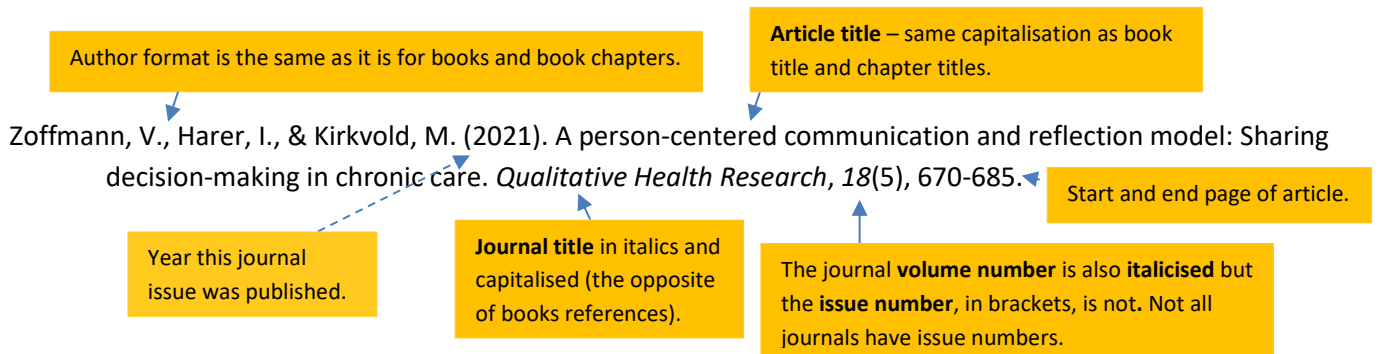 Author format is the same as it is for books and book chapters.
Article title – same capitalisation as book
title and chapter titles.
Zoffmann, V., Harer, I., & Kirkvold, M. (2021). A person-centered communication and reflection model: Sharing
decision-making in chronic care. Qualitative Health Research, 18(5), 670-685.
Start and end page of article.
Year this journal
issue was published.
Journal title in italics and
capitalised (the opposite
of books references).
The journal volume number is also italicised but
the issue number, in brackets, is not. Not all
journals have issue numbers.